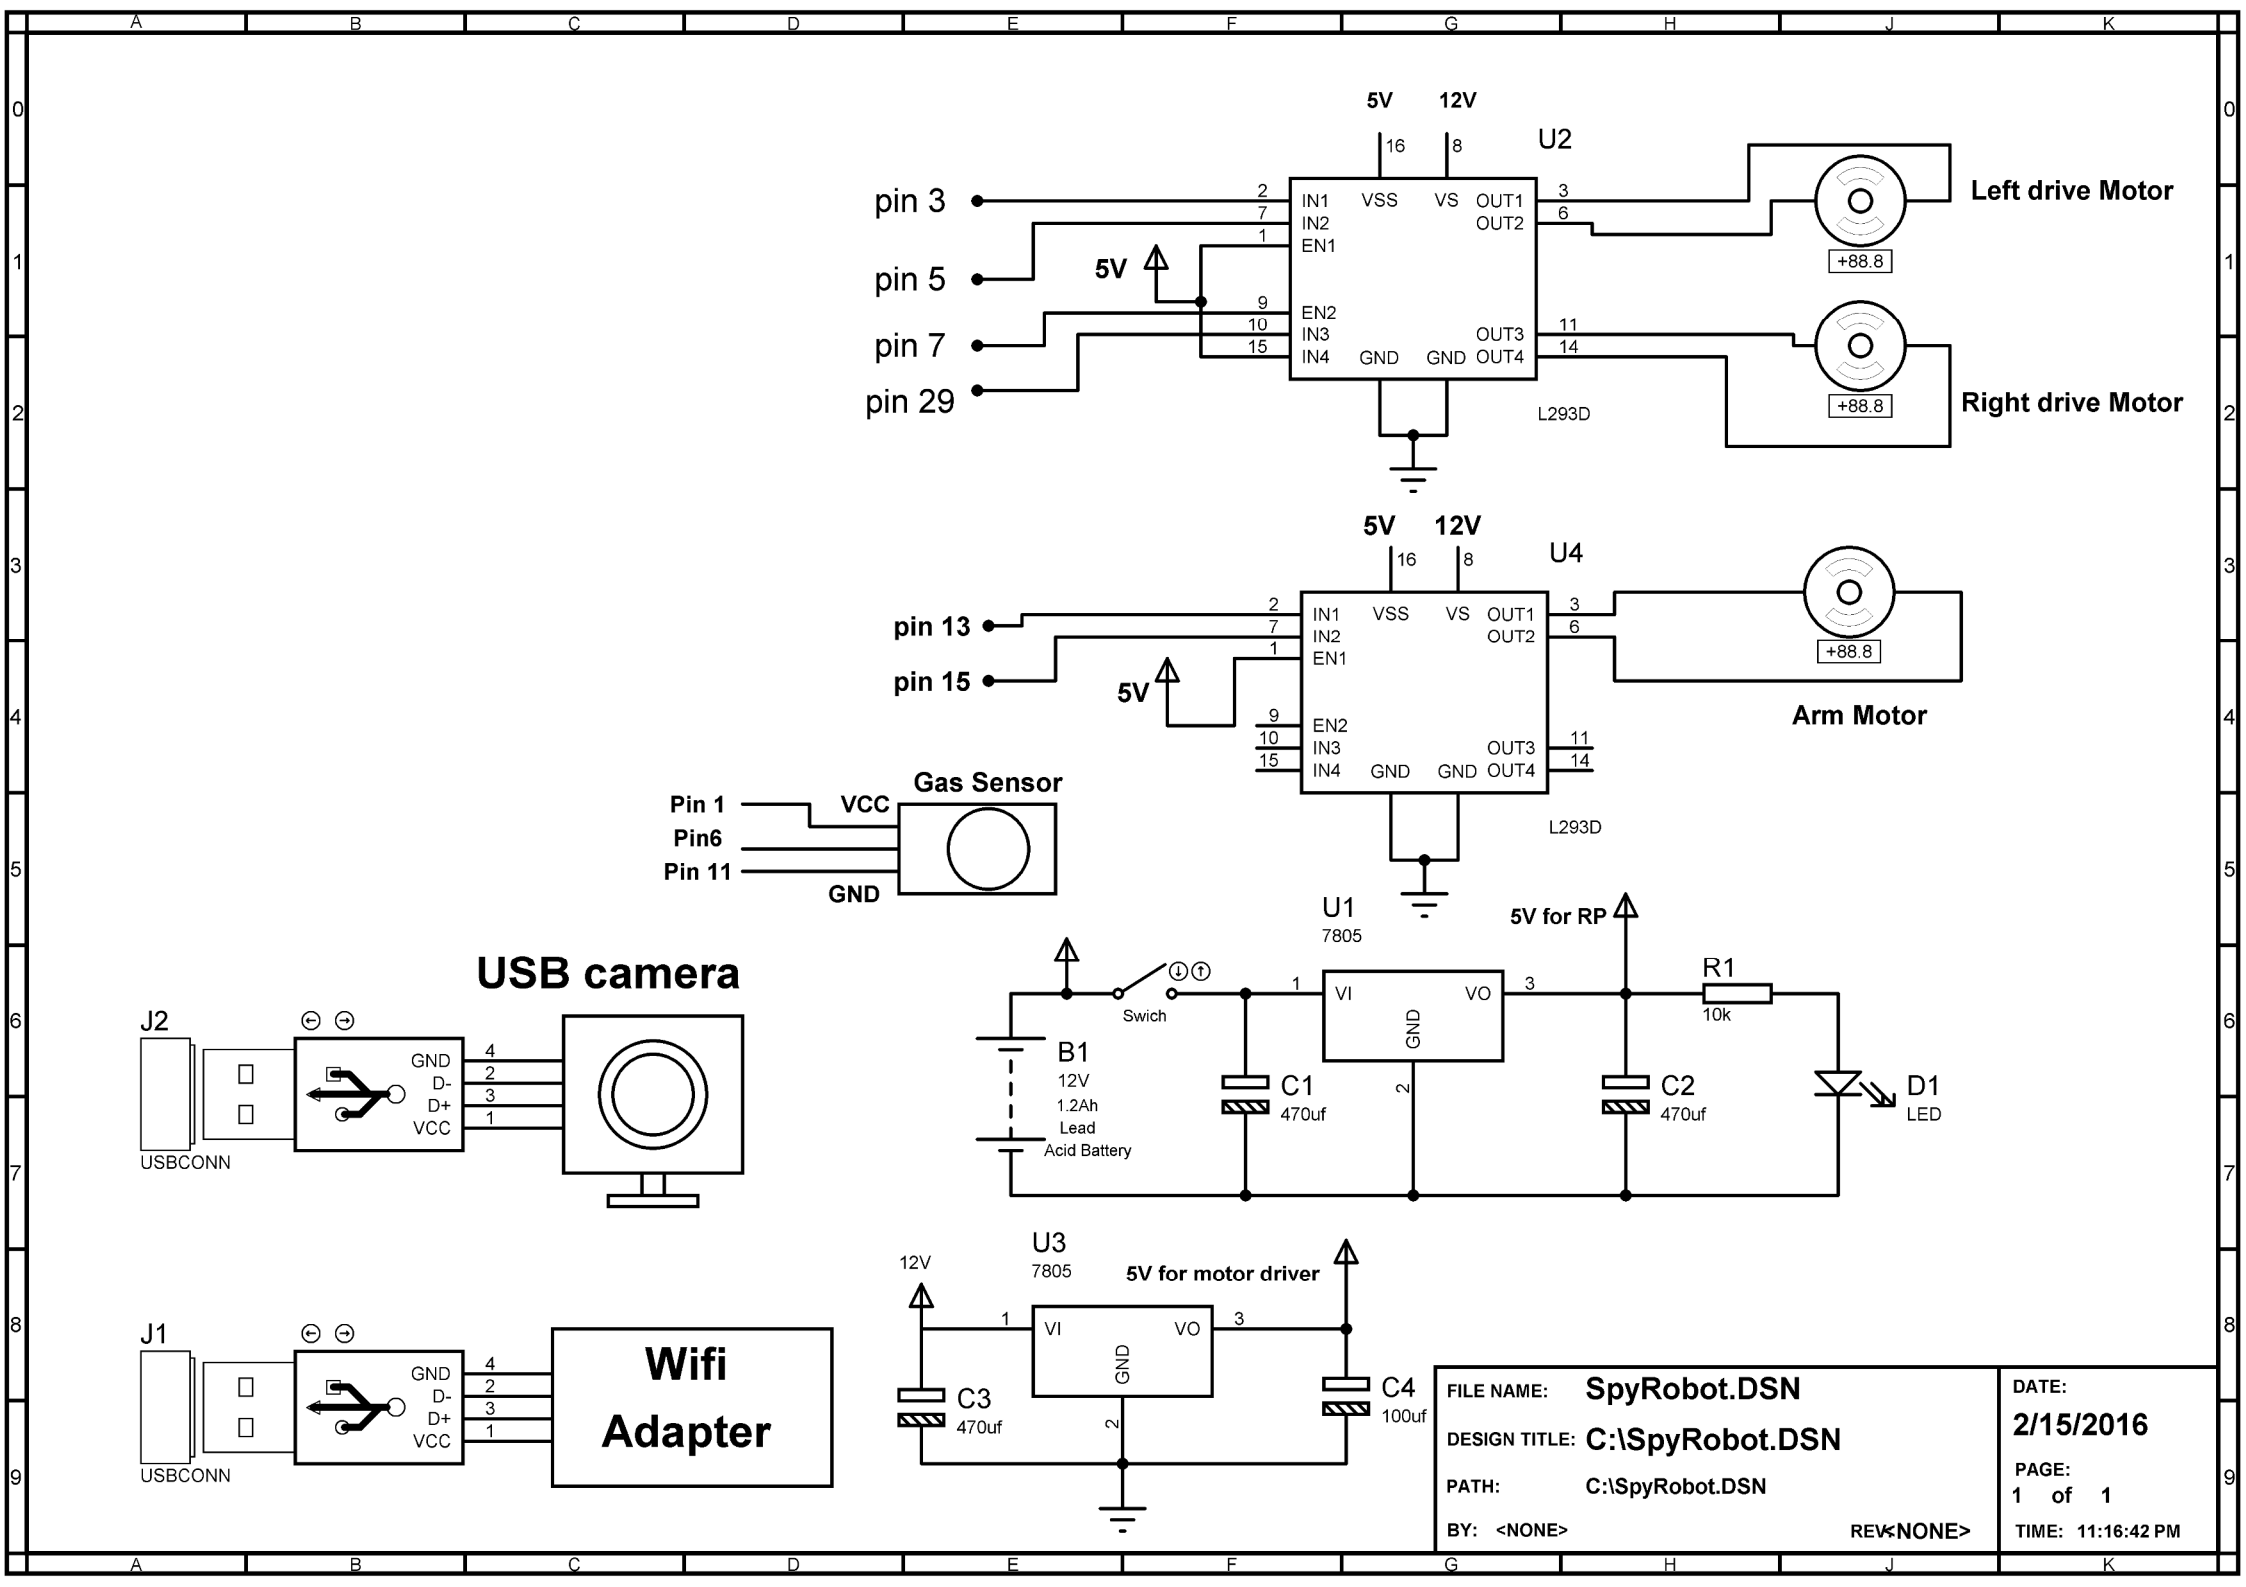 A B C D E F G H J K
0 0
1 1
2 2
3 3
4 4
5 5
6 6
7 7
8 8
9 9
5V 12V
16 8
U2
pin 3
pin 5
pin 7
pin 29
5V
2 IN1
7 IN2
1 EN1
9 EN2
10 IN3
15 IN4
VSS VS
OUT1 3
OUT2 6
OUT3 11
OUT4 14
GND GND
L293D
Left drive Motor
+88.8
Right drive Motor
+88.8
5V 12V
16 8
U4
pin 13
pin 15
5V
2 IN1
7 IN2
1 EN1
9 EN2
10 IN3
15 IN4
VSS VS
OUT1 3
OUT2 6
OUT3 11
OUT4 14
GND GND
L293D
+88.8
Arm Motor
Gas Sensor
Pin 1 VCC
Pin6
Pin 11
GND
U1
7805
5V for RP
Swich
1 VI
VO 3
GND
2
R1
10k
B1
12V
1.2Ah
Lead
Acid Battery
C1
470uf
C2
470uf
D1
LED
USB camera
J2
USBCONN
GND 4
D- 2
D+ 3
VCC 1
J1
USBCONN
GND 4
D- 2
D+ 3
VCC 1
Wifi
Adapter
12V
U3
7805
5V for motor driver
1 VI
VO 3
GND
2
C3
470uf
C4
100uf
FILE NAME: SpyRobot.DSN
DESIGN TITLE: C:\SpyRobot.DSN
PATH: C:\SpyRobot.DSN
BY: <NONE> REV:<NONE>
DATE:
2/15/2016
PAGE:
1 of 1
TIME: 11:16:42 PM
A B C D E F G H J K